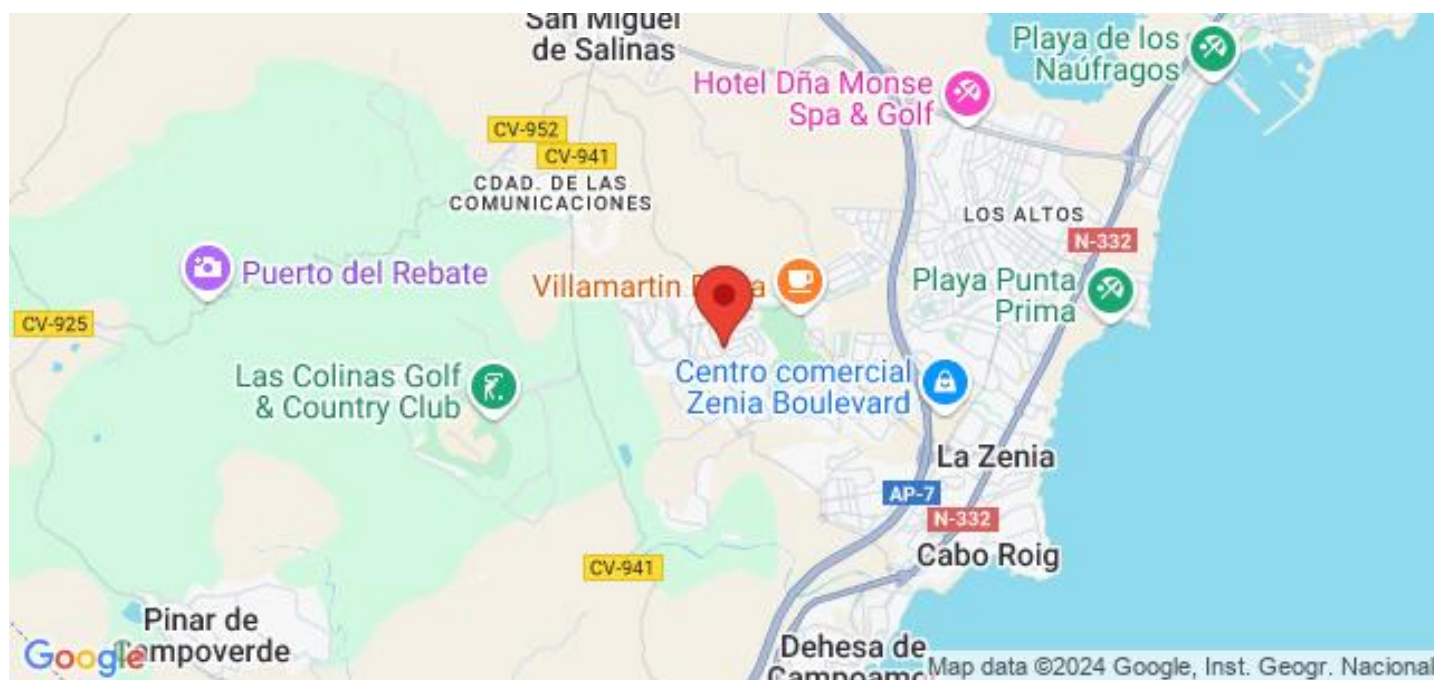 San Miguel
de Salinas
Playa de los
Naúfragos
Hotel Dña Monse
Spa & Golf
CV-952
CV-941
CDAD. DE LAS
COMUNICACIONES
LOS ALTOS
N-332
Puerto del Rebate
Villamartin
Playa Punta
Prima
CV-925
Las Colinas Golf
& Country Club
Centro comercial
Zenia Boulevard
La Zenia
AP-7
N-332
Cabo Roig
CV-941
Pinar de
Campoverde
Dehesa de
Campoamor
Google
Map data ©2024 Google, Inst. Geogr. Nacional